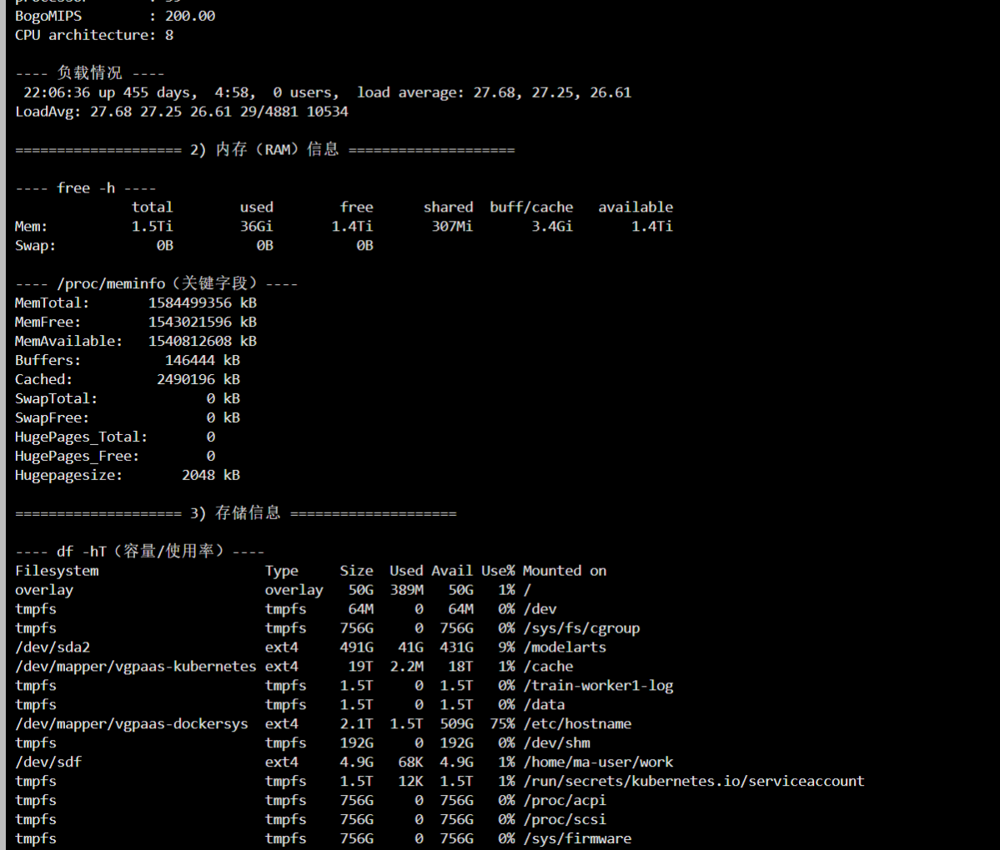 BogoMIPS        : 200.00
CPU architecture: 8
---- 负载情况 ----
22:06:36 up 455 days,  4:58,  0 users,  load average: 27.68, 27.25, 26.61
LoadAvg: 27.68 27.25 26.61 29/4881 10534
==================== 2) 内存（RAM）信息 ====================
---- free -h ----
              total        used        free      shared  buff/cache   available
Mem:          1.5Ti        36Gi       1.4Ti       307Mi       3.4Gi       1.4Ti
Swap:            0B          0B          0B
---- /proc/meminfo（关键字段）----
MemTotal:       1584499356 kB
MemFree:        1543021596 kB
MemAvailable:   1540812608 kB
Buffers:          146444 kB
Cached:          2490196 kB
SwapTotal:             0 kB
SwapFree:              0 kB
HugePages_Total:       0
HugePages_Free:        0
Hugepagesize:       2048 kB
==================== 3) 存储信息 ====================
---- df -hT（容量/使用率）----
Filesystem                    Type     Size  Used Avail Use% Mounted on
overlay                       overlay   50G  389M   50G   1% /
tmpfs                         tmpfs     64M     0   64M   0% /dev
tmpfs                         tmpfs    756G     0  756G   0% /sys/fs/cgroup
/dev/sda2                     ext4     491G   41G  431G   9% /modelarts
/dev/mapper/vgpaas-kubernetes ext4      19T  2.2M   18T   1% /cache
tmpfs                         tmpfs    1.5T     0  1.5T   0% /train-worker1-log
tmpfs                         tmpfs    1.5T     0  1.5T   0% /data
/dev/mapper/vgpaas-dockersys  ext4     2.1T  1.5T  509G  75% /etc/hostname
tmpfs                         tmpfs    192G     0  192G   0% /dev/shm
/dev/sdf                      ext4     4.9G   68K  4.9G   1% /home/ma-user/work
tmpfs                         tmpfs    1.5T   12K  1.5T   1% /run/secrets/kubernetes.io/serviceaccount
tmpfs                         tmpfs    756G     0  756G   0% /proc/acpi
tmpfs                         tmpfs    756G     0  756G   0% /proc/scsi
tmpfs                         tmpfs    756G     0  756G   0% /sys/firmware